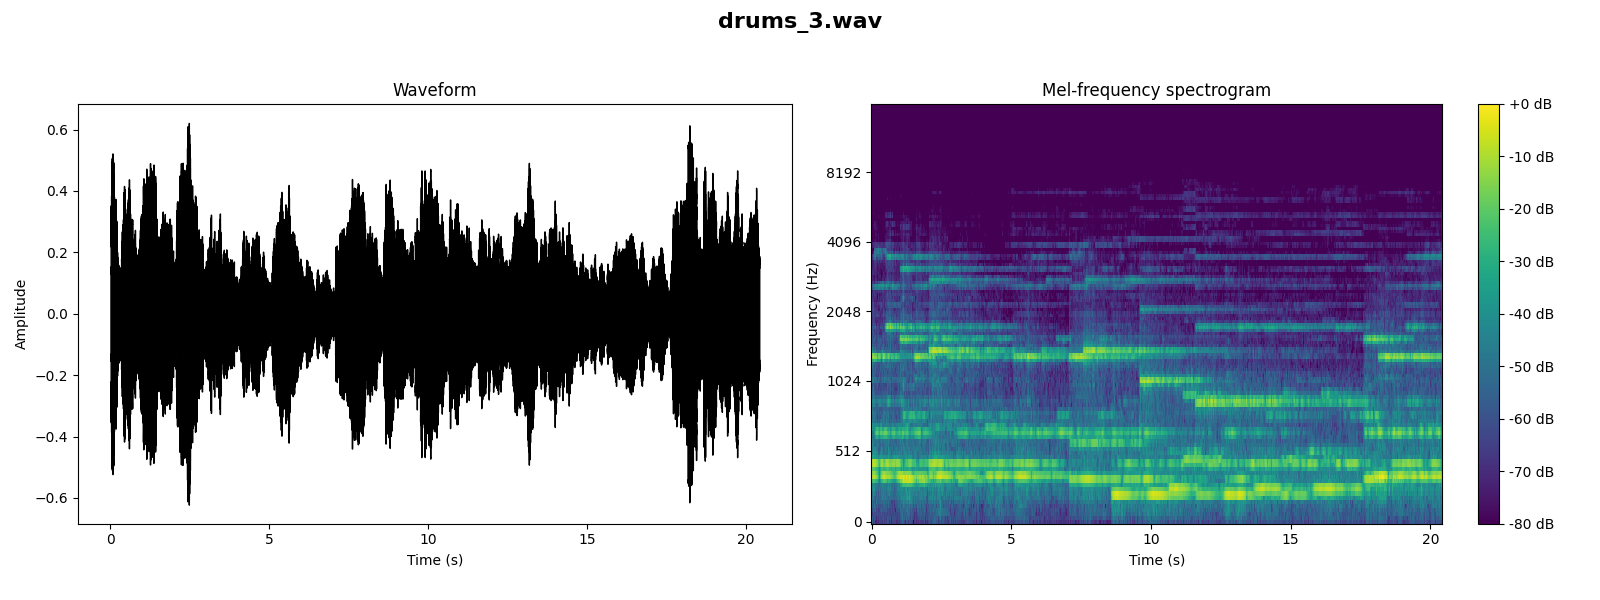 drums_3.wav
Waveform
Amplitude
0.6
0.4
0.2
0.0
−0.2
−0.4
−0.6
0 5 10 15 20
Time (s)
Mel-frequency spectrogram
Frequency (Hz)
8192
4096
2048
1024
512
0
0 5 10 15 20
Time (s)
+0 dB
-10 dB
-20 dB
-30 dB
-40 dB
-50 dB
-60 dB
-70 dB
-80 dB